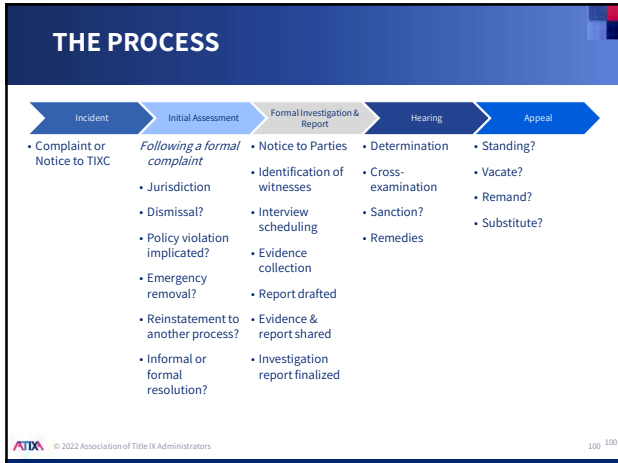 THE PROCESS
Incident
Initial Assessment
Formal Investigation &
Report
Hearing
Appeal
• Complaint or
Notice to TIXC
Following a formal
complaint
• Jurisdiction
• Dismissal?
• Policy violation
implicated?
• Emergency
removal?
• Reinstatement to
another process?
• Informal or
formal
resolution?
• Notice to Parties
• Identification of
witnesses
• Interview
scheduling
• Evidence
collection
• Report drafted
• Evidence &
report shared
• Investigation
report finalized
• Determination
• Cross-
examination
• Sanction?
• Remedies
• Standing?
• Vacate?
• Remand?
• Substitute?
ATIXA © 2022 Association of Title IX Administrators
100 100